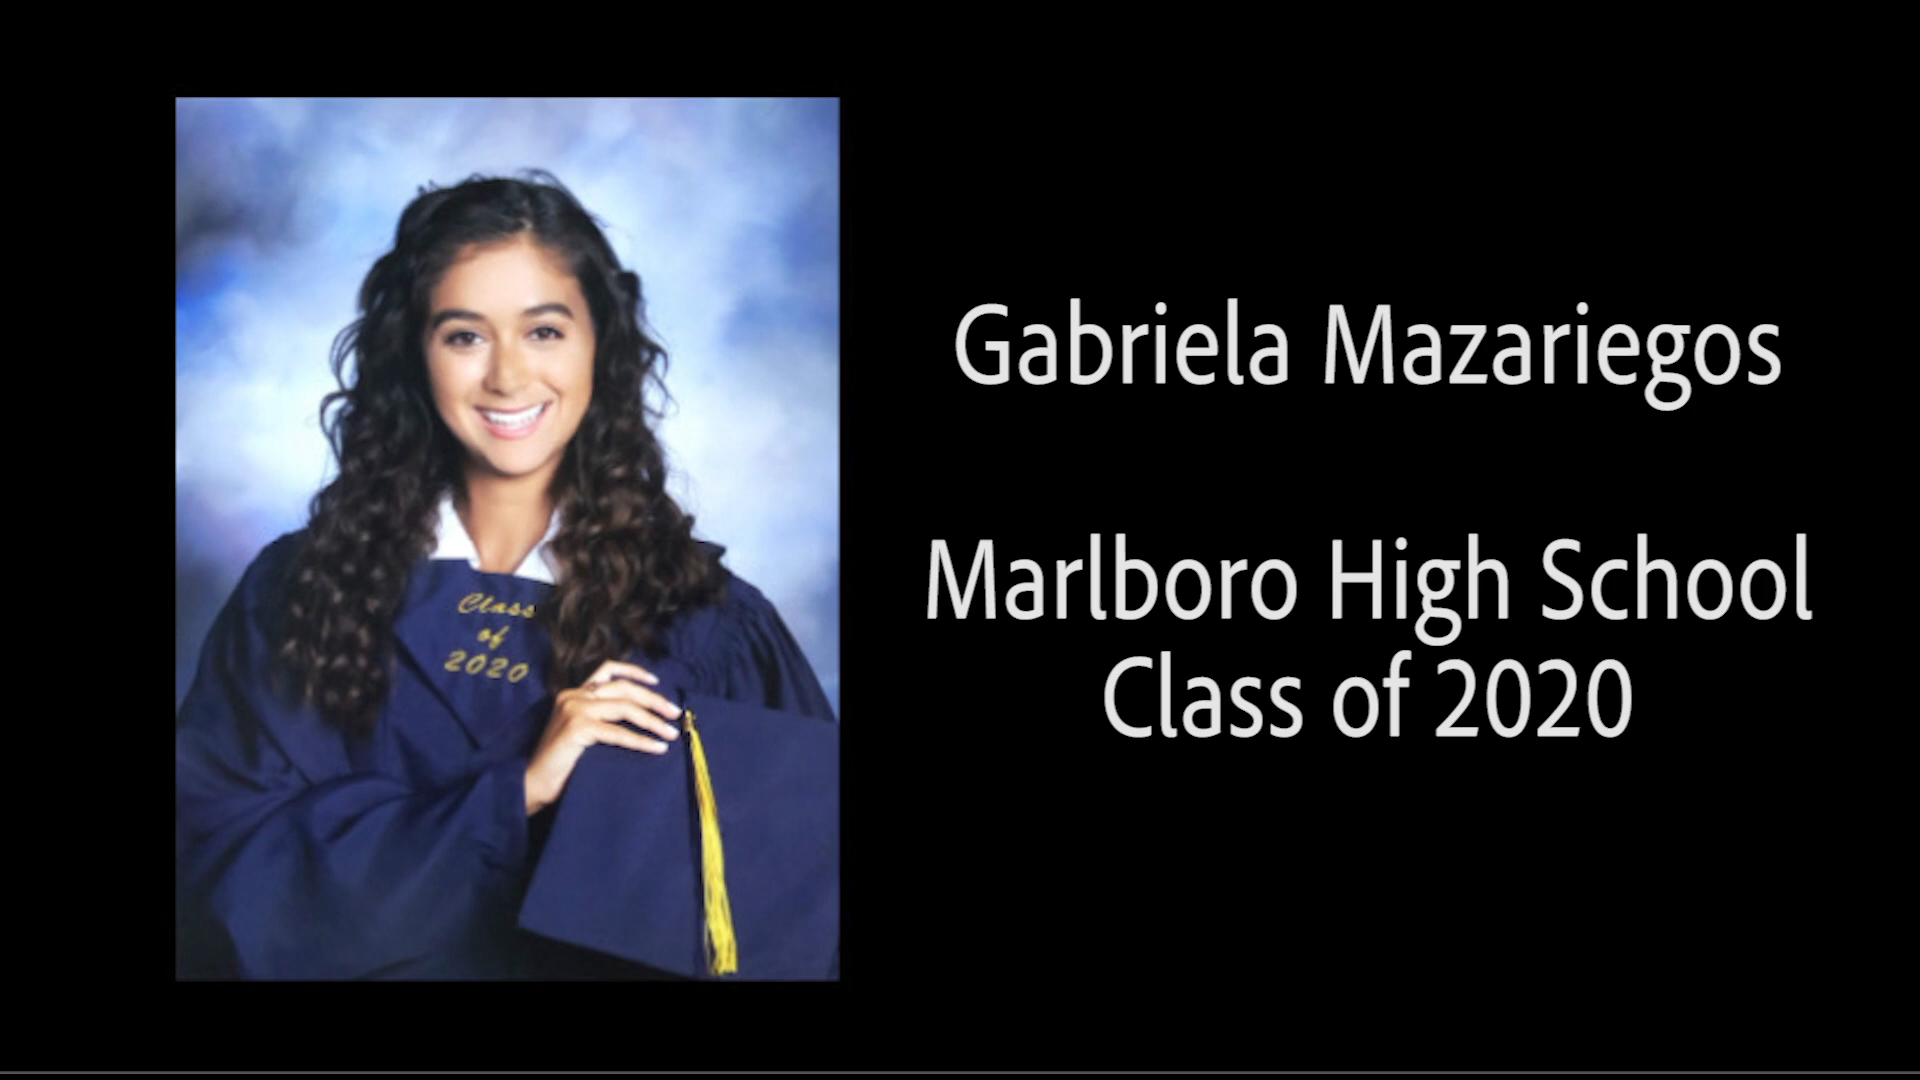 Gabriela Mazariegos
Marlboro High School
Class of 2020
Class
of
2020